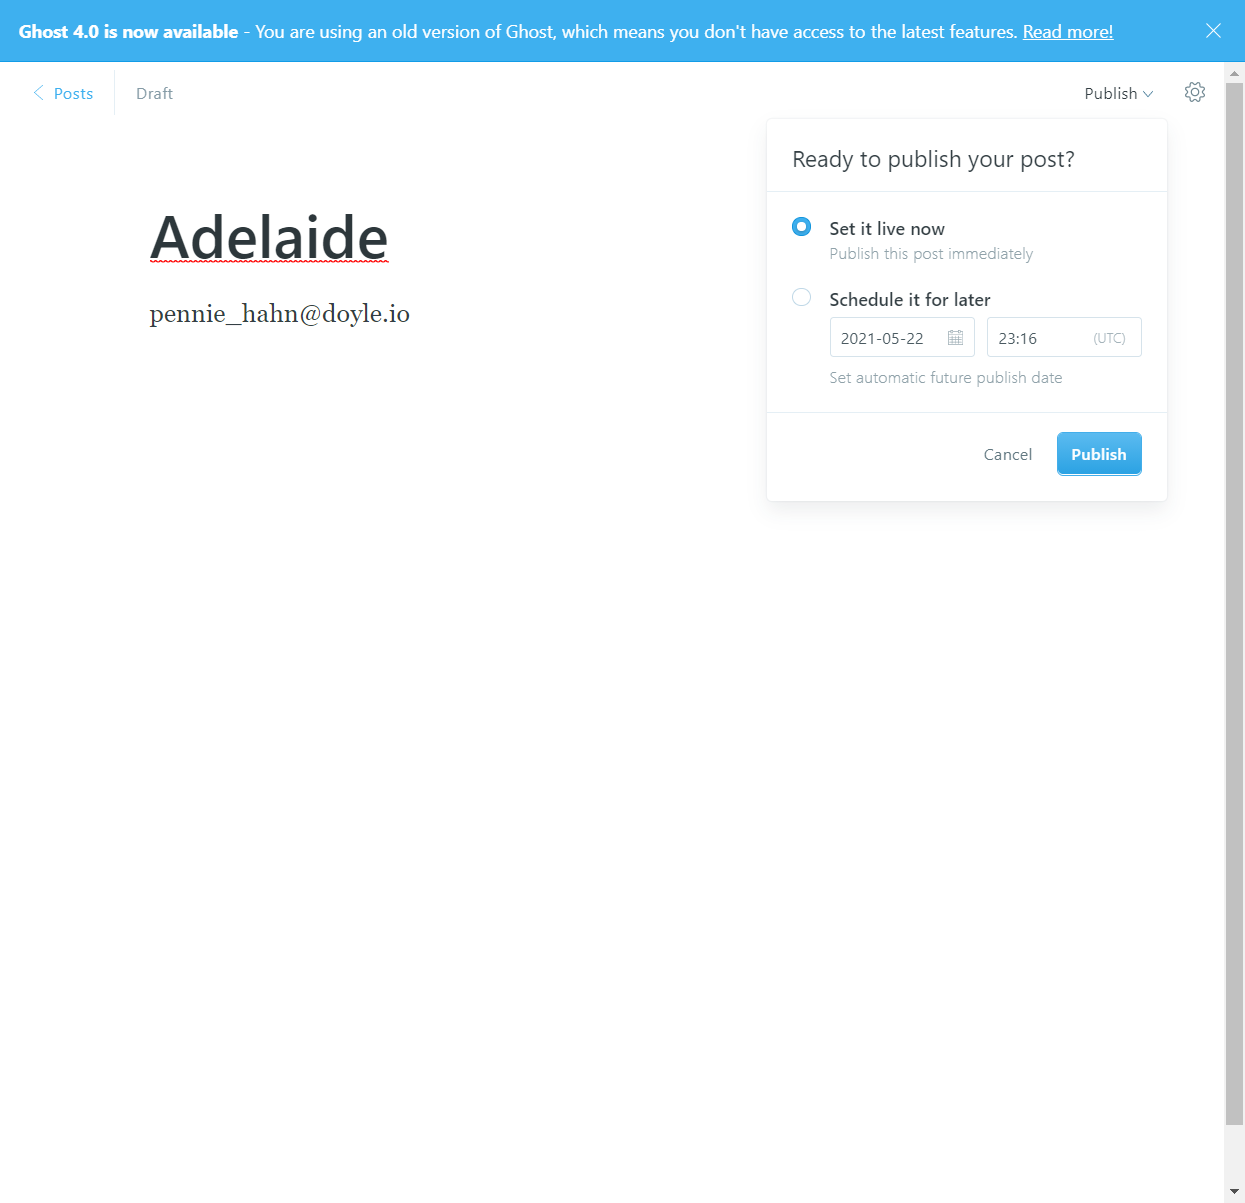 Ghost 4.0 is now available - You are using an old version of Ghost, which means you don't have access to the latest features. Read more!
Posts
Draft
Publish
Ready to publish your post?
Adelaide
Set it live now
Publish this post immediately
pennie_hahn@doyle.io
Schedule it for later
2021-05-22
23:16
(UTC)
Set automatic future publish date
Cancel
Publish